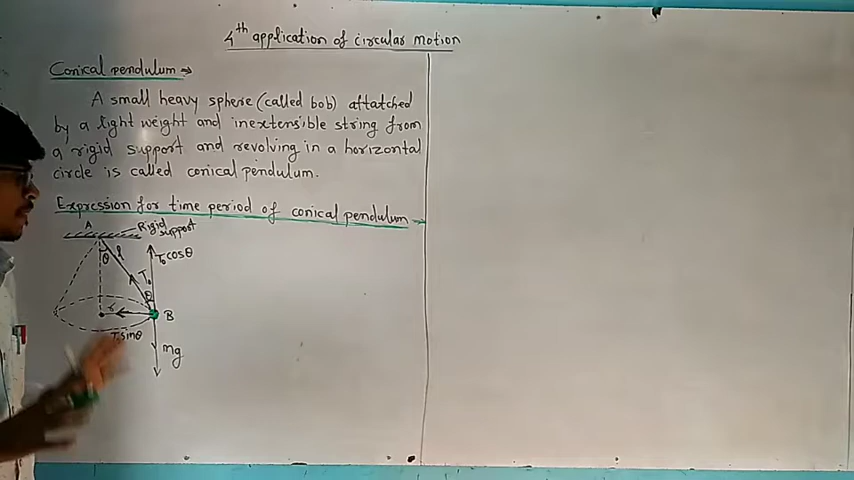 4th application of circular motion
Conical pendulum→
A small heavy sphere (called bob) attatched
by a light weight and inextensible string from
a rigid support and revolving in a horizontal
circle is called conical pendulum.
Expression for time period of conical pendulum→
A
Rigid
support
θ
l
T₀
T₀cosθ
θ
r
B
T₀sinθ
mg